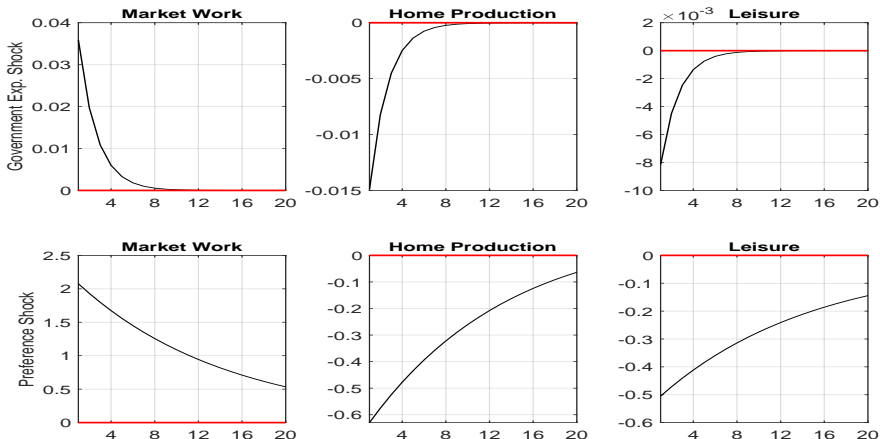 Market Work
Home Production
Leisure
Government Exp. Shock
0.04
0.03
0.02
0.01
0
4 8 12 16 20
0
-0.005
-0.01
-0.015
4 8 12 16 20
×10⁻³
2
0
-2
-4
-6
-8
-10
4 8 12 16 20
Market Work
Home Production
Leisure
Preference Shock
2.5
2
1.5
1
0.5
0
4 8 12 16 20
0
-0.1
-0.2
-0.3
-0.4
-0.5
-0.6
4 8 12 16 20
0
-0.1
-0.2
-0.3
-0.4
-0.5
-0.6
4 8 12 16 20